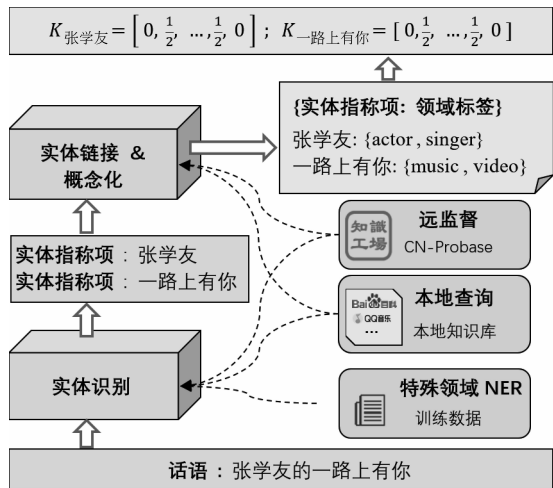 K张学友 = [ 0, 1/2, …, 1/2, 0 ] ; K一路上有你 = [ 0, 1/2, …, 1/2, 0 ]
{实体指称项: 领域标签}
张学友: {actor , singer}
一路上有你: {music , video}
实体链接 &
概念化
知識
工場
远监督
CN-Probase
实体指称项 : 张学友
实体指称项 : 一路上有你
Bai百科
QQ音乐
...
本地查询
本地知识库
实体识别
特殊领域 NER
训练数据
话语 : 张学友的一路上有你